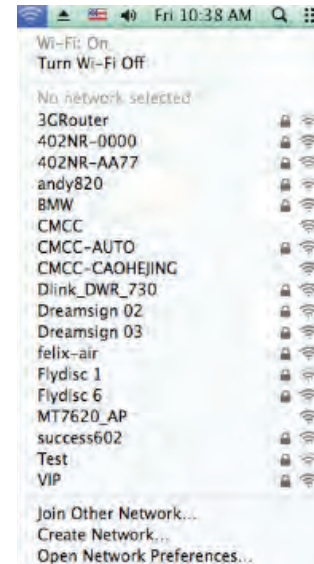 Fri 10:38 AM
Wi-Fi: On
Turn Wi-Fi Off
No network selected
3GRouter
402NR-0000
402NR-AA77
andy820
BMW
CMCC
CMCC-AUTO
CMCC-CAOHEJING
Dlink_DWR_730
Dreamsign 02
Dreamsign 03
felix-air
Flydisc 1
Flydisc 6
MT7620_AP
success602
Test
VIP
Join Other Network...
Create Network...
Open Network Preferences...